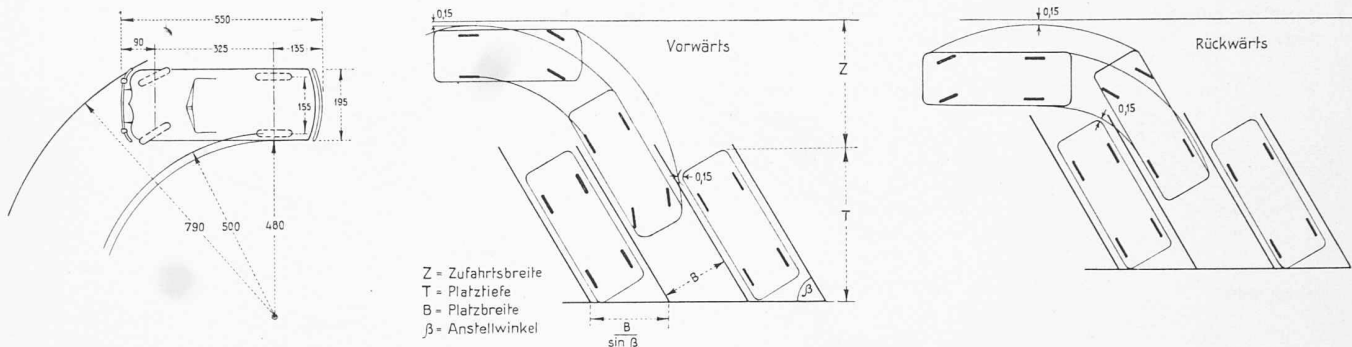 550
90
325
135
155
195
790
500
480
0,15
Vorwärts
Z
0,15
T
B
β
Z = Zufahrtsbreite
T = Platztiefe
B = Platzbreite
β = Anstellwinkel
B
sin β
0,15
Rückwärts
0,15